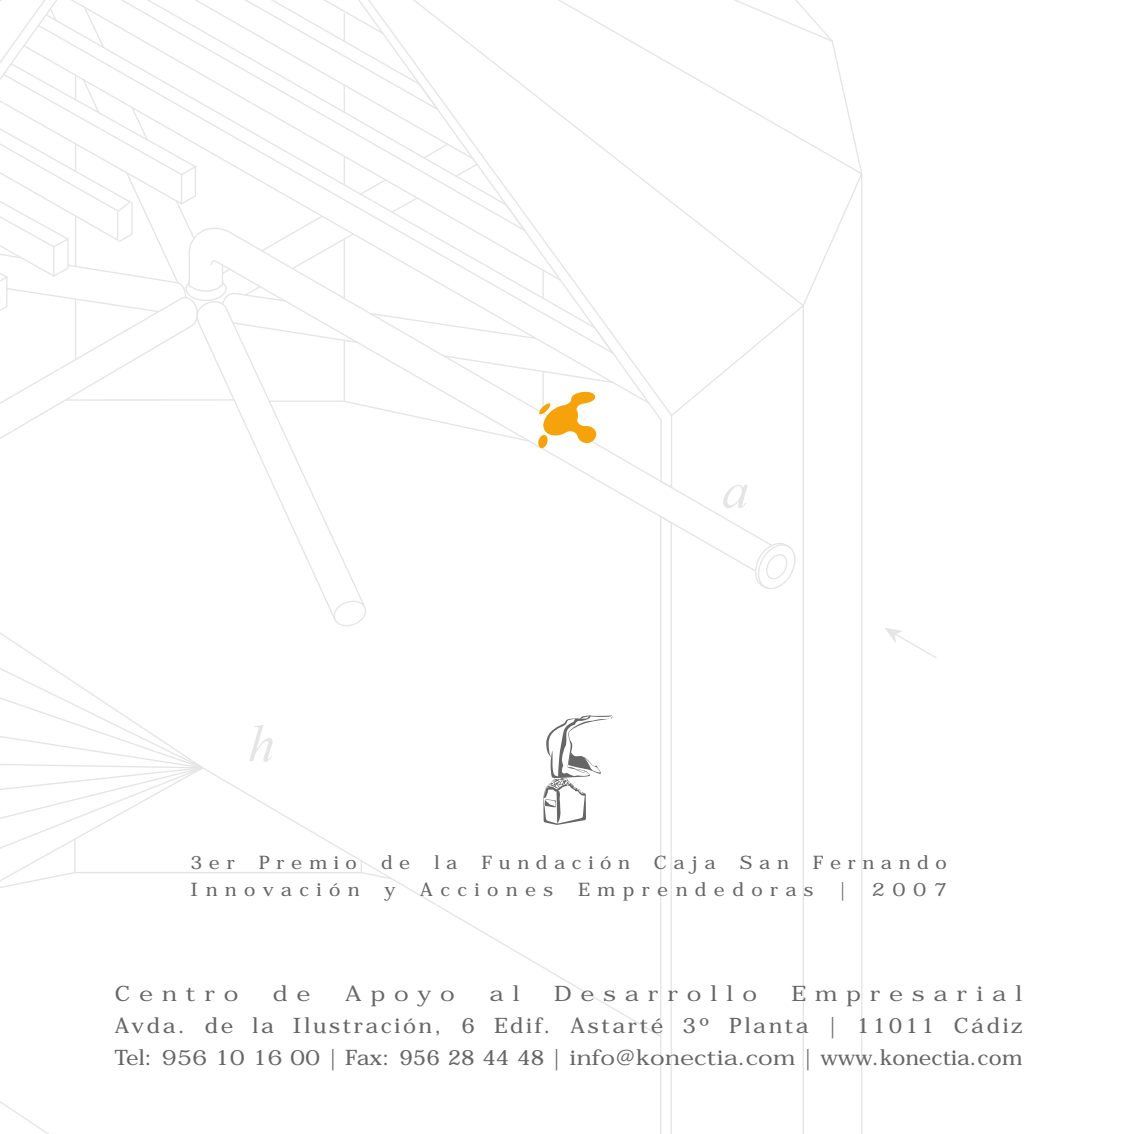 a
h
3er Premio de la Fundación Caja San Fernando
Innovación y Acciones Emprendedoras | 2007
Centro de Apoyo al Desarrollo Empresarial
Avda. de la Ilustración, 6 Edif. Astarté 3º Planta | 11011 Cádiz
Tel: 956 10 16 00 | Fax: 956 28 44 48 | info@konectia.com | www.konectia.com